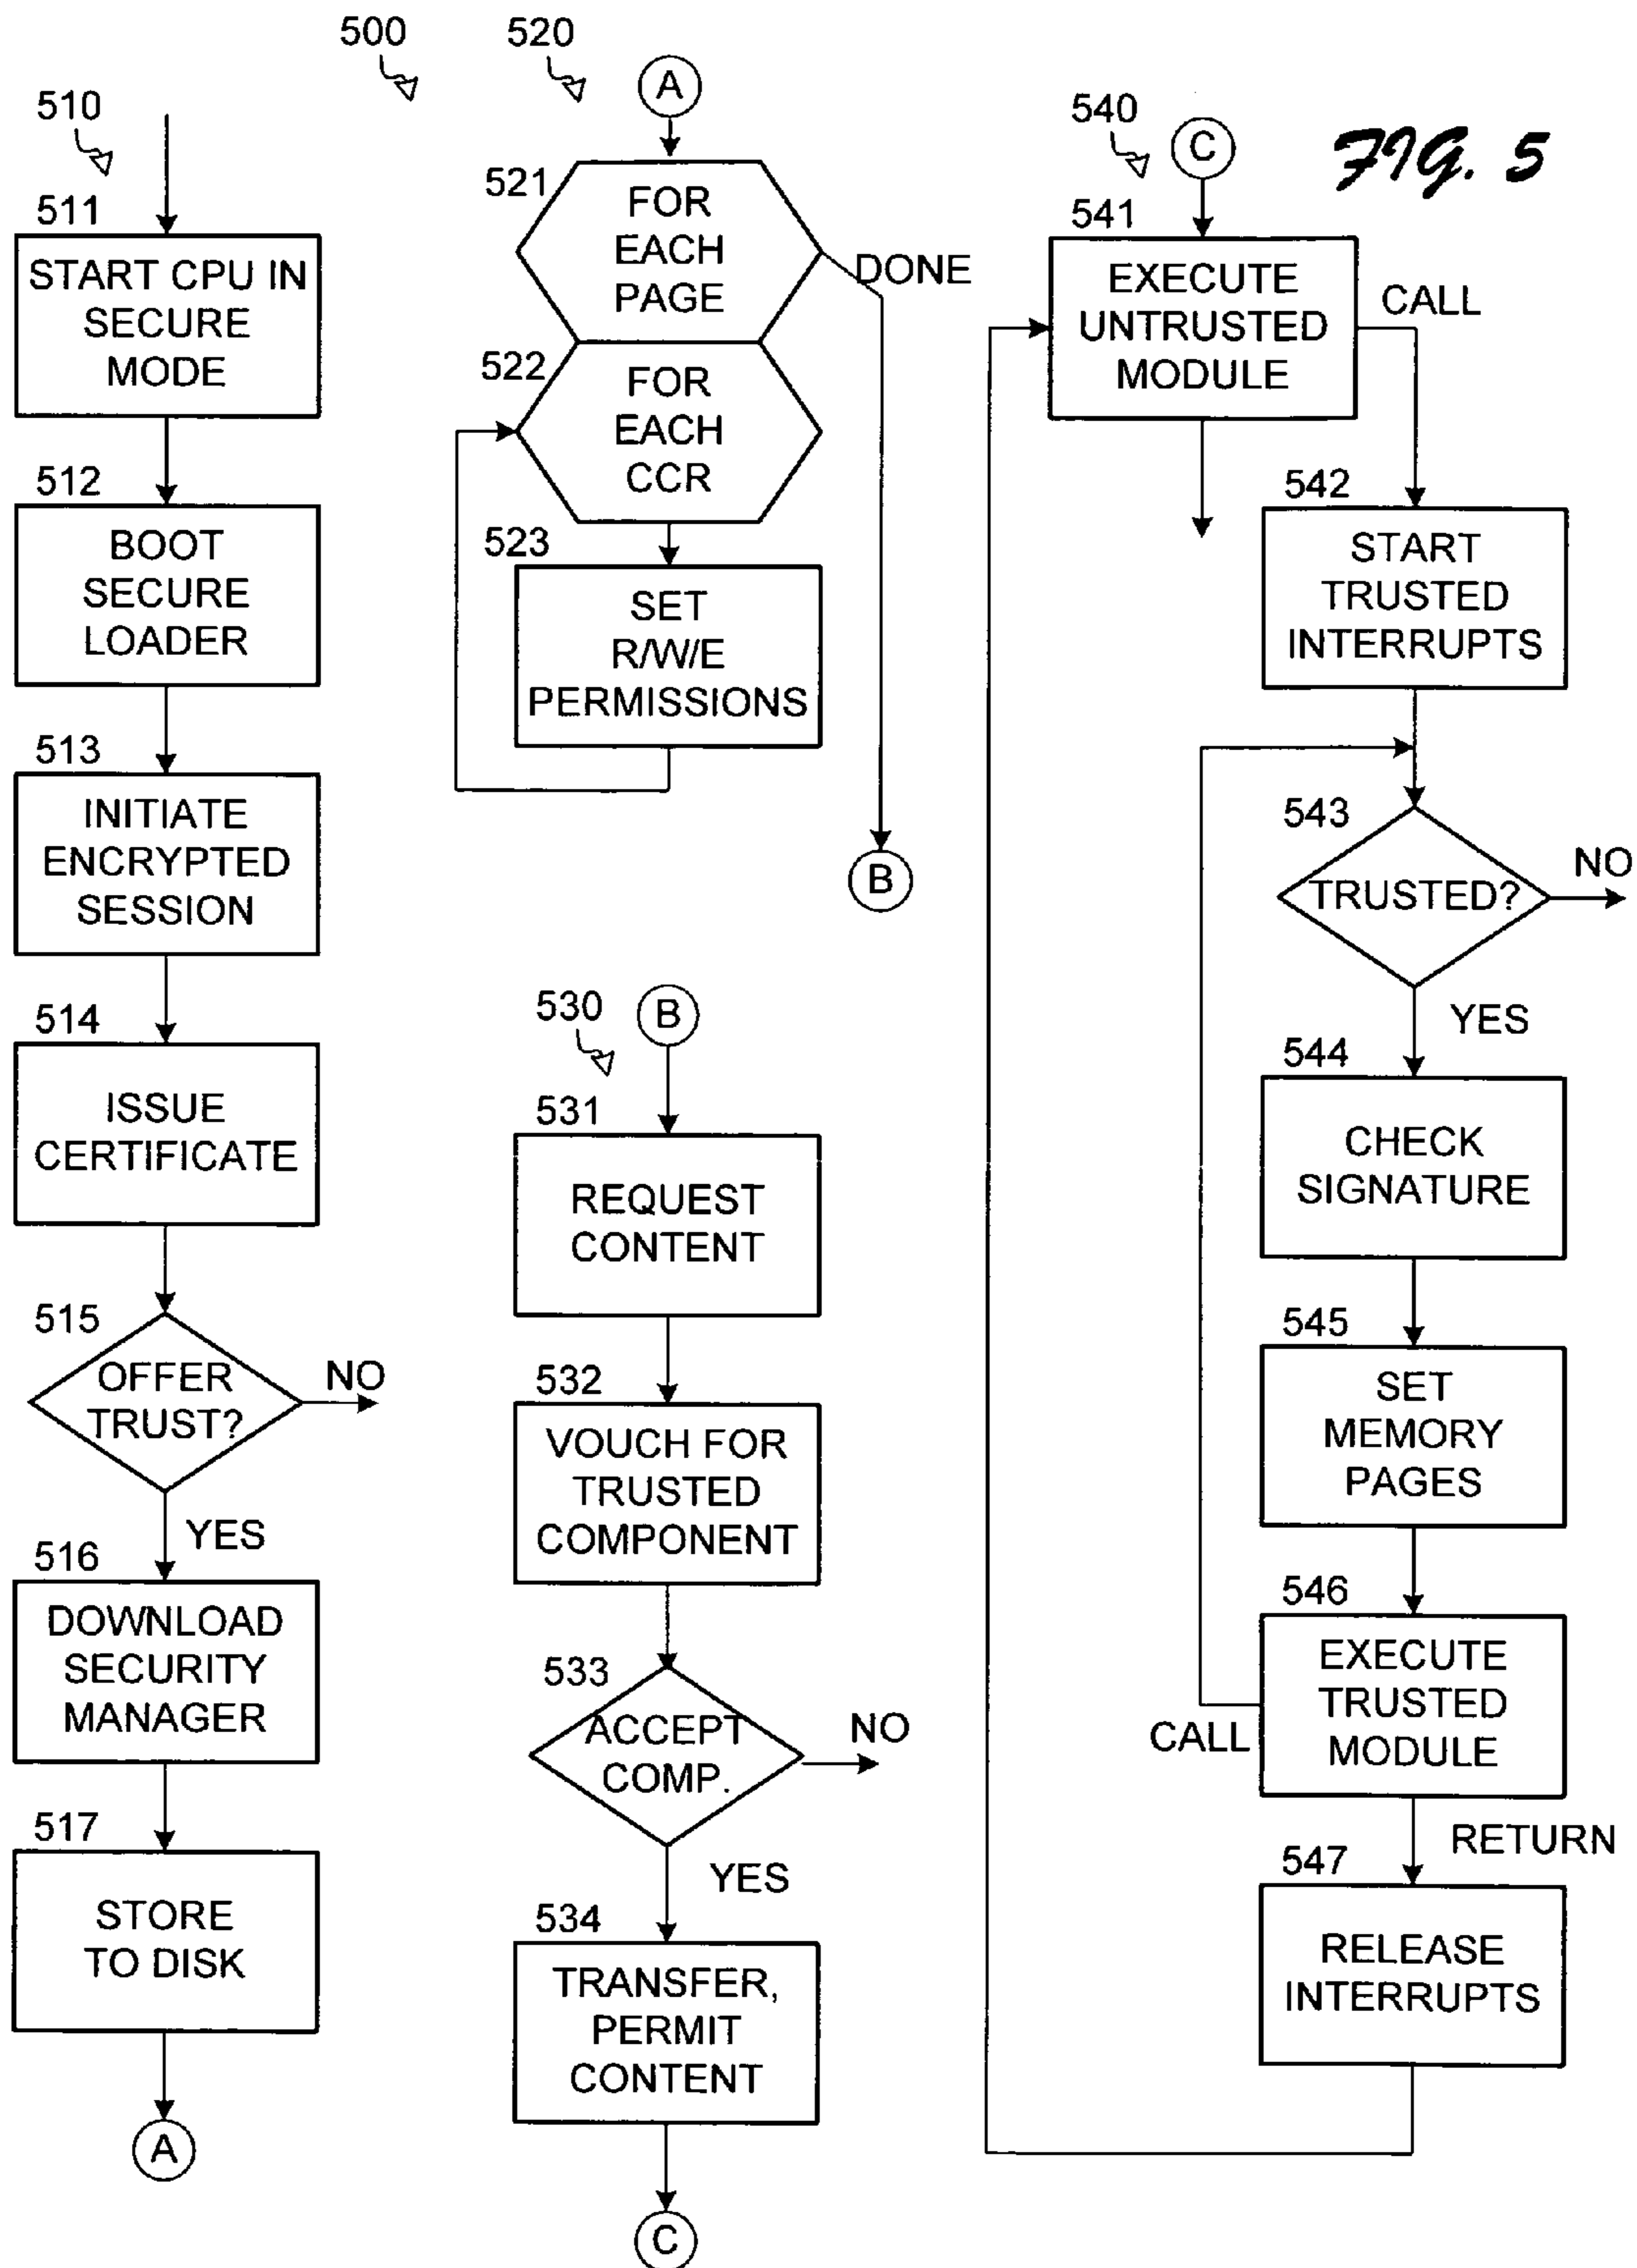 500
510
511
START CPU IN
SECURE
MODE
512
BOOT
SECURE
LOADER
513
INITIATE
ENCRYPTED
SESSION
514
ISSUE
CERTIFICATE
515
OFFER
TRUST?
NO
YES
516
DOWNLOAD
SECURITY
MANAGER
517
STORE
TO DISK
A
520
A
521
FOR
EACH
PAGE
DONE
522
FOR
EACH
CCR
523
SET
R/W/E
PERMISSIONS
B
530
B
531
REQUEST
CONTENT
532
VOUCH FOR
TRUSTED
COMPONENT
533
ACCEPT
COMP.
NO
YES
534
TRANSFER,
PERMIT
CONTENT
C
FIG. 5
540
C
541
EXECUTE
UNTRUSTED
MODULE
CALL
542
START
TRUSTED
INTERRUPTS
543
TRUSTED?
NO
YES
544
CHECK
SIGNATURE
545
SET
MEMORY
PAGES
546
EXECUTE
TRUSTED
MODULE
CALL
RETURN
547
RELEASE
INTERRUPTS